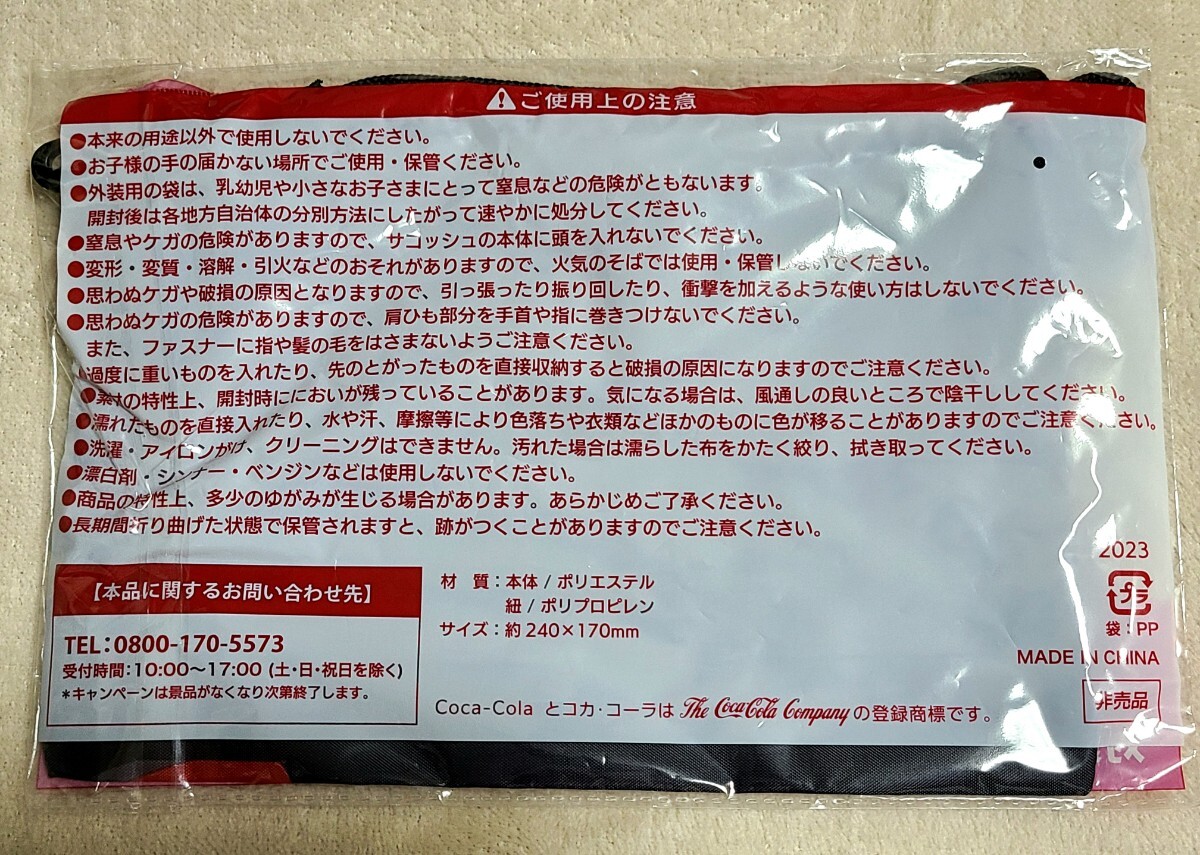 ⚠ご使用上の注意
●本来の用途以外で使用しないでください。
●お子様の手の届かない場所でご使用・保管ください。
●外装用の袋は、乳幼児や小さなお子さまにとって窒息などの危険がともないます。
開封後は各地方自治体の分別方法にしたがって速やかに処分してください。
●窒息やケガの危険がありますので、サコッシュの本体に頭を入れないでください。
●変形・変質・溶解・引火などのおそれがありますので、火気のそばでは使用・保管しないでください。
●思わぬケガや破損の原因となりますので、引っ張ったり振り回したり、衝撃を加えるような使い方はしないでください。
●思わぬケガの危険がありますので、肩ひも部分を手首や指に巻きつけないでください。
また、ファスナーに指や髪の毛をはさまないようご注意ください。
●過度に重いものを入れたり、先のとがったものを直接収納すると破損の原因になりますのでご注意ください。
●素材の特性上、開封時ににおいが残っていることがあります。気になる場合は、風通しの良いところで陰干ししてください。
●濡れたものを直接入れたり、水や汗、摩擦等により色落ちや衣類などほかのものに色が移ることがありますのでご注意ください。
●洗濯・アイロンがけ、クリーニングはできません。汚れた場合は濡らした布をかたく絞り、拭き取ってください。
●漂白剤・シンナー・ベンジンなどは使用しないでください。
●商品の特性上、多少のゆがみが生じる場合があります。あらかじめご了承ください。
●長期間折り曲げた状態で保管されますと、跡がつくことがありますのでご注意ください。
【本品に関するお問い合わせ先】
TEL:0800-170-5573
受付時間:10:00～17:00 (土・日・祝日を除く)
*キャンペーンは景品がなくなり次第終了します。
材 質:本体 / ポリエステル
紐 / ポリプロピレン
サイズ:約240×170mm
Coca-Cola とコカ·コーラは The Coca-Cola Company の登録商標です。
2023
プラ
袋:PP
MADE IN CHINA
非売品